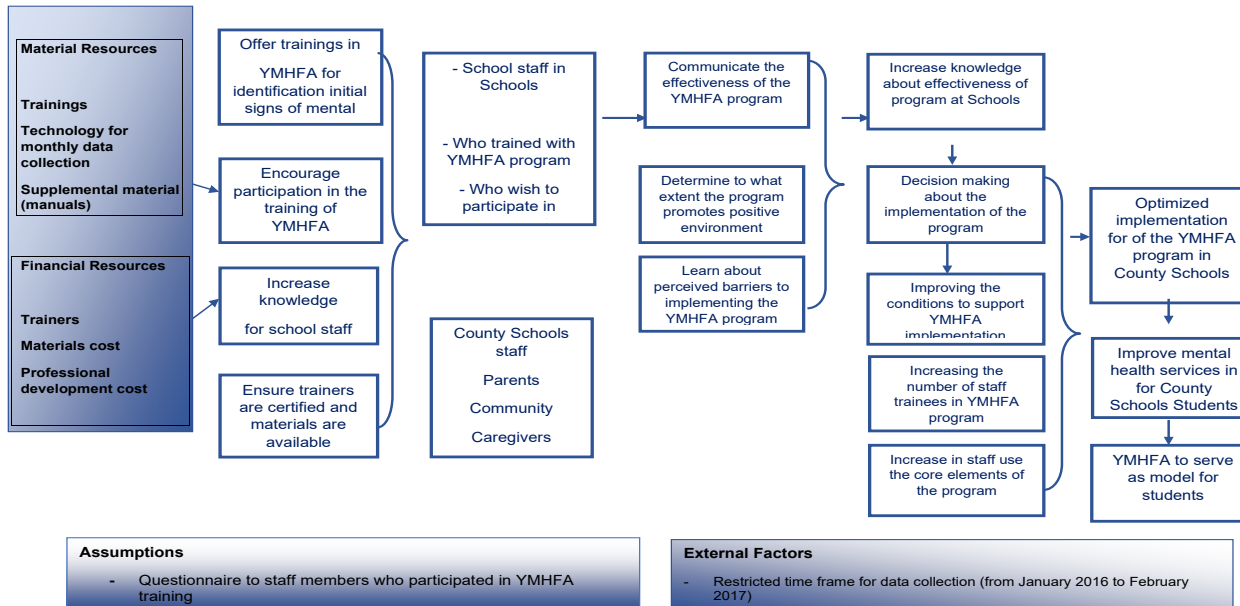 Material Resources
Trainings
Technology for
monthly data
collection
Supplemental material
(manuals)
Financial Resources
Trainers
Materials cost
Professional
development cost
Offer trainings in
YMHFA for
identification initial
signs of mental
Encourage
participation in the
training of
YMHFA
Increase
knowledge
for school staff
Ensure trainers
are certified and
materials are
available
- School staff in
Schools
- Who trained with
YMHFA program
- Who wish to
participate in
County Schools
staff
Parents
Community
Caregivers
Communicate the
effectiveness of the
YMHFA program
Determine to what
extent the program
promotes positive
environment
Learn about
perceived barriers to
implementing the
YMHFA program
Increase knowledge
about effectiveness of
program at Schools
Decision making
about the
implementation of the
program
Improving the
conditions to support
YMHFA
implementation
Increasing
the number of staff
trainees in YMHFA
program
Increase in staff use
the core elements of
the program
Optimized
implementation
for of the YMHFA
program in
County Schools
Improve mental
health services in
for County
Schools Students
YMHFA to serve
as model for
students
Assumptions
- Questionnaire to staff members who participated in YMHFA
training
External Factors
- Restricted time frame for data collection (from January 2016 to February
2017)